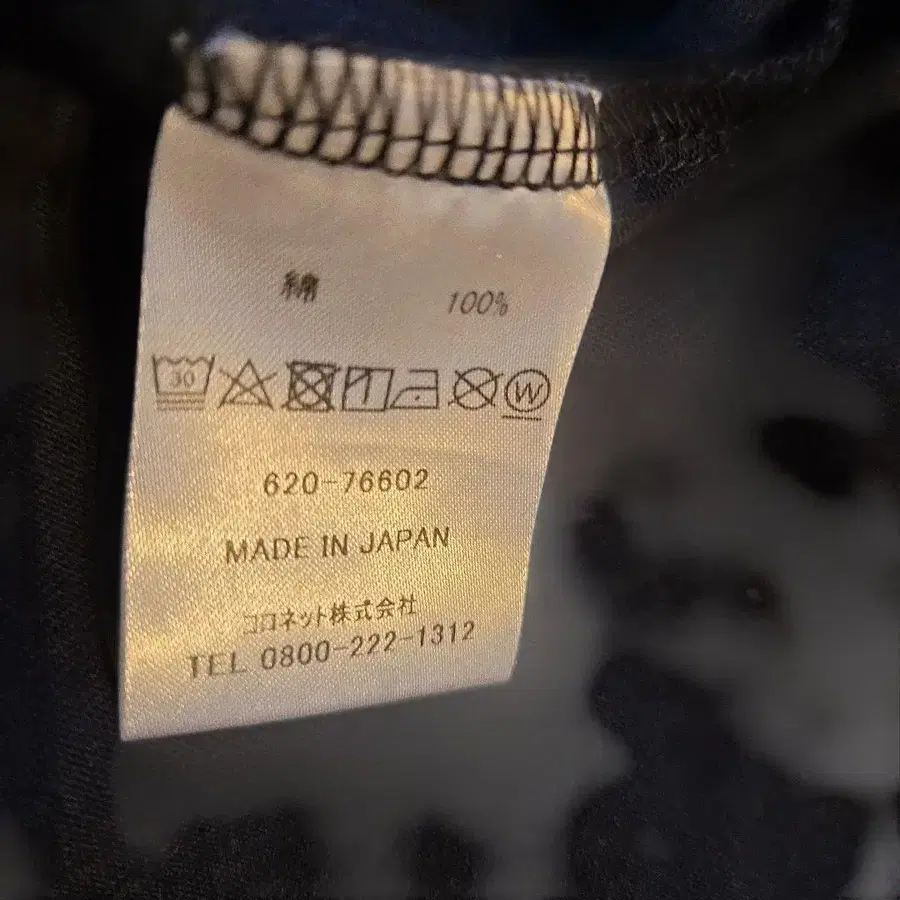 綿 100%
30 W
620-76602
MADE IN JAPAN
コロネット株式会社
TEL 0800-222-1312